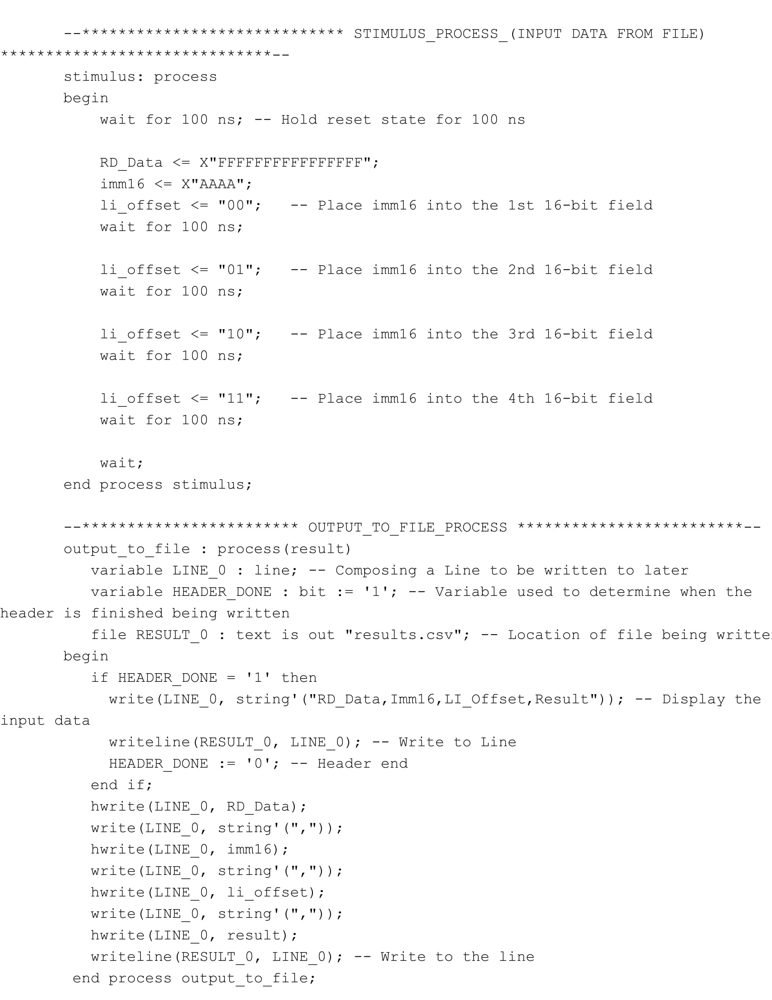 --***************************** STIMULUS_PROCESS_(INPUT DATA FROM FILE)
******************************--
stimulus: process
begin
wait for 100 ns; -- Hold reset state for 100 ns
RD_Data <= X"FFFFFFFFFFFFFFFF";
imm16 <= X"AAAA";
li_offset <= "00";   -- Place imm16 into the 1st 16-bit field
wait for 100 ns;
li_offset <= "01";   -- Place imm16 into the 2nd 16-bit field
wait for 100 ns;
li_offset <= "10";   -- Place imm16 into the 3rd 16-bit field
wait for 100 ns;
li_offset <= "11";   -- Place imm16 into the 4th 16-bit field
wait for 100 ns;
wait;
end process stimulus;
--************************ OUTPUT_TO_FILE_PROCESS *************************--
output_to_file : process(result)
variable LINE_0 : line; -- Composing a Line to be written to later
variable HEADER_DONE : bit := '1'; -- Variable used to determine when the
header is finished being written
file RESULT_0 : text is out "results.csv"; -- Location of file being writte
begin
if HEADER_DONE = '1' then
write(LINE_0, string'("RD_Data,Imm16,LI_Offset,Result")); -- Display the
input data
writeline(RESULT_0, LINE_0); -- Write to Line
HEADER_DONE := '0'; -- Header end
end if;
hwrite(LINE_0, RD_Data);
write(LINE_0, string'(","));
hwrite(LINE_0, imm16);
write(LINE_0, string'(","));
hwrite(LINE_0, li_offset);
write(LINE_0, string'(","));
hwrite(LINE_0, result);
writeline(RESULT_0, LINE_0); -- Write to the line
end process output_to_file;